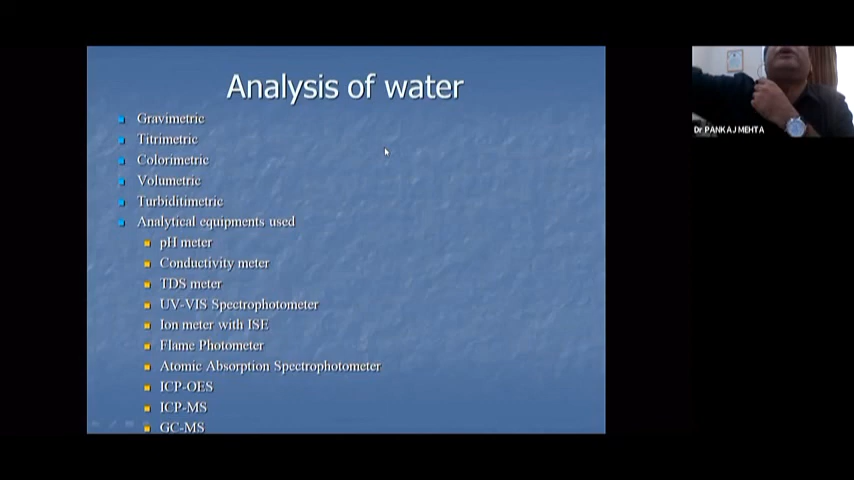 Analysis of water
Gravimetric
Titrimetric
Colorimetric
Volumetric
Turbiditimetric
Analytical equipments used
pH meter
Conductivity meter
TDS meter
UV-VIS Spectrophotometer
Ion meter with ISE
Flame Photometer
Atomic Absorption Spectrophotometer
ICP-OES
ICP-MS
GC-MS
Dr PANKAJ MEHTA